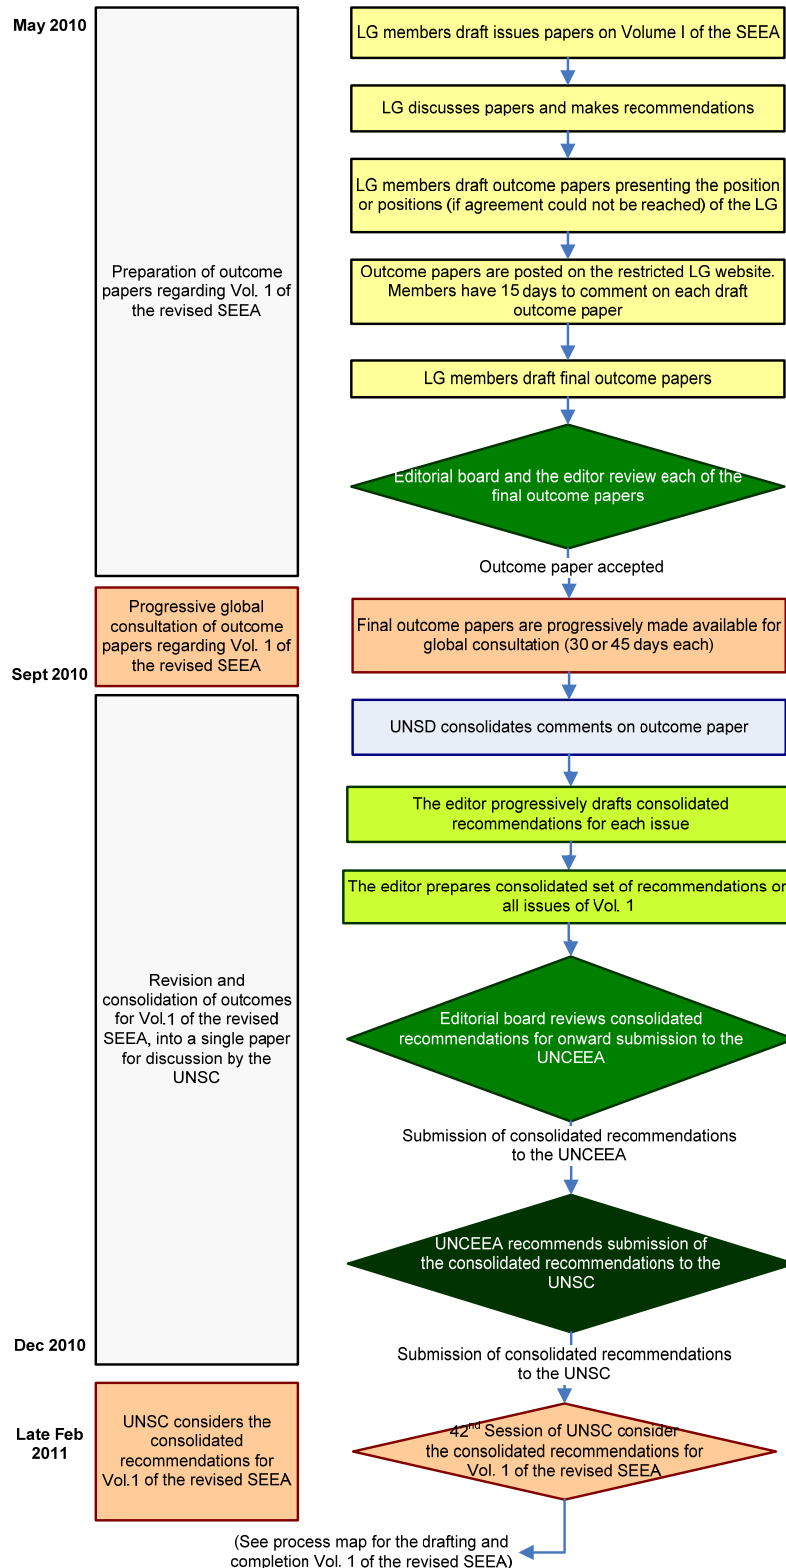 May 2010
LG members draft issues papers on Volume I of the SEEA
LG discusses papers and makes recommendations
LG members draft outcome papers presenting the position
or positions (if agreement could not be reached) of the LG
Preparation of outcome
papers regarding Vol. 1 of
the revised SEEA
Outcome papers are posted on the restricted LG website.
Members have 15 days to comment on each draft
outcome paper
LG members draft final outcome papers
Editorial board and the editor review each of the
final outcome papers
Outcome paper accepted
Progressive global
consultation of outcome
papers regarding Vol. 1 of
the revised SEEA
Final outcome papers are progressively made available for
global consultation (30 or 45 days each)
Sept 2010
UNSD consolidates comments on outcome paper
The editor progressively drafts consolidated
recommendations for each issue
The editor prepares consolidated set of recommendations on
all issues of Vol. 1
Revision and
consolidation of outcomes
for Vol.1 of the revised
SEEA, into a single paper
for discussion by the
UNSC
Editorial board reviews consolidated
recommendations for onward submission to the
UNCEEA
Submission of consolidated recommendations
to the UNCEEA
UNCEEA recommends submission of
the consolidated recommendations to the
UNSC
Dec 2010
Submission of consolidated recommendations
to the UNSC
Late Feb
2011
UNSC considers the
consolidated
recommendations for
Vol.1 of the revised SEEA
42nd Session of UNSC consider
the consolidated recommendations for
Vol. 1 of the revised SEEA
(See process map for the drafting and
completion Vol. 1 of the revised SEEA)